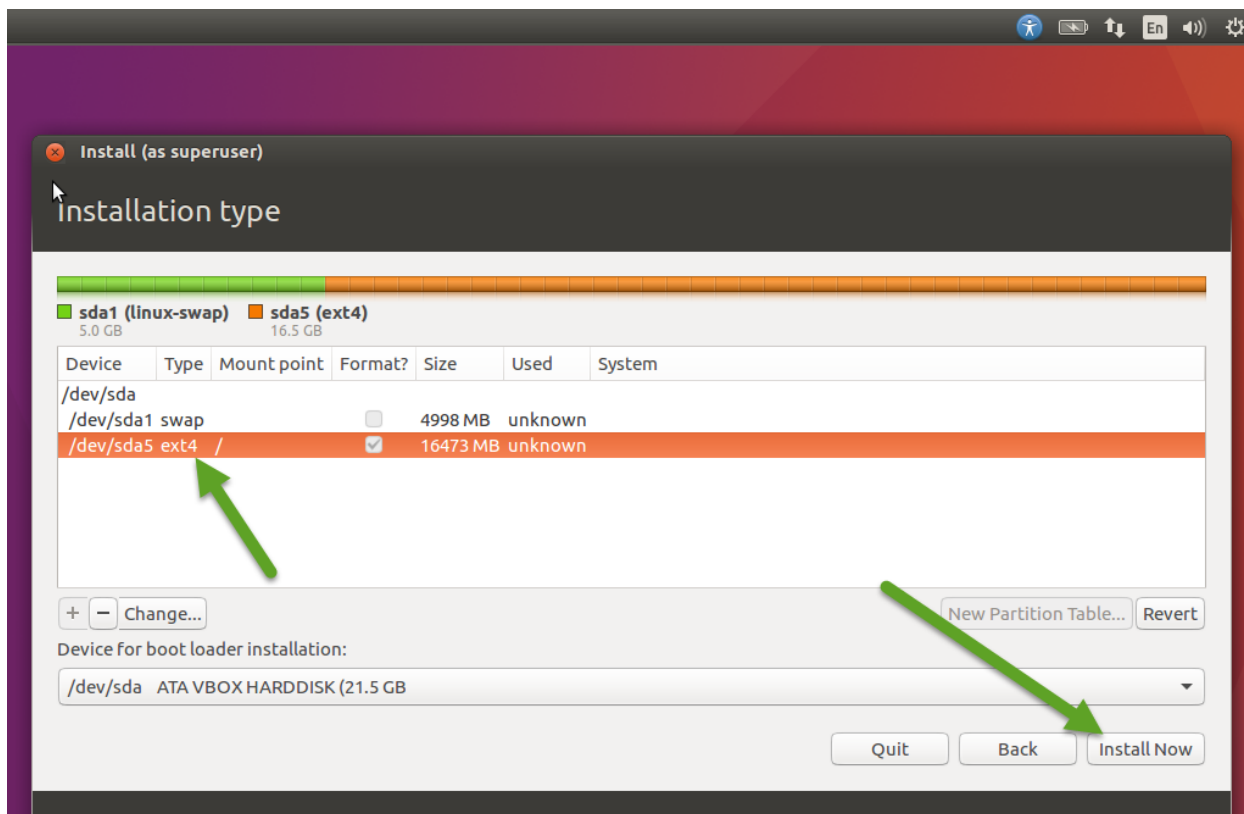 En
Install (as superuser)
Installation type
sda1 (linux-swap) sda5 (ext4)
5.0 GB 16.5 GB
Device Type Mount point Format? Size Used System
/dev/sda
/dev/sda1 swap 4998 MB unknown
/dev/sda5 ext4 / 16473 MB unknown
+ − Change... New Partition Table... Revert
Device for boot loader installation:
/dev/sda ATA VBOX HARDDISK (21.5 GB
Quit Back Install Now